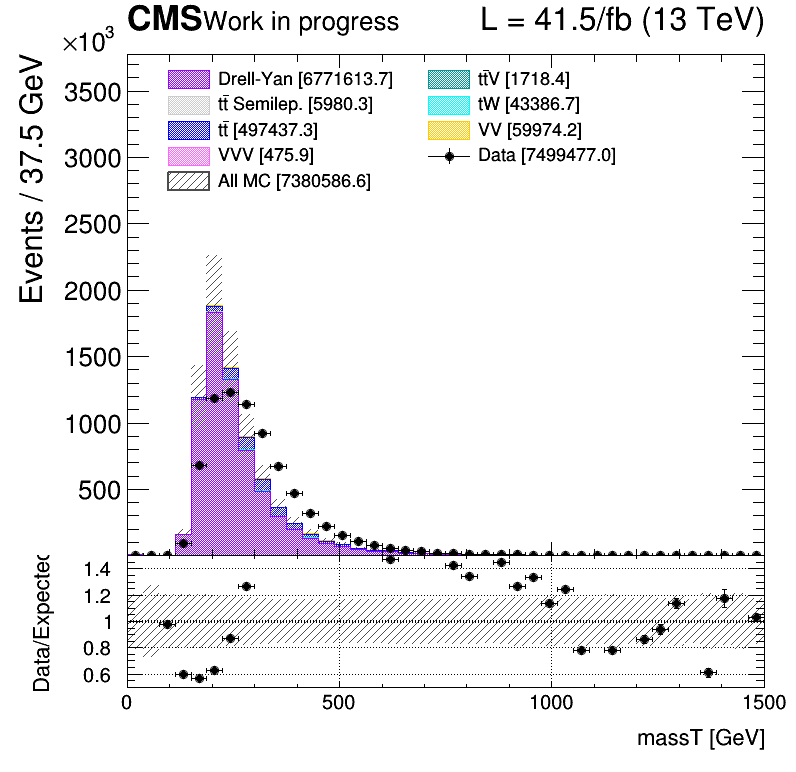 CMS Work in progress L = 41.5/fb (13 TeV)
×10³
Events / 37.5 GeV
3500
3000
2500
2000
1500
1000
500
Drell-Yan [6771613.7]
tt̄ Semilep. [5980.3]
tt̄ [497437.3]
VVV [475.9]
All MC [7380586.6]
tt̄V [1718.4]
tW [43386.7]
VV [59974.2]
Data [7499477.0]
Data/Expected
1.4
1.2
1
0.8
0.6
0 500 1000 1500
massT [GeV]